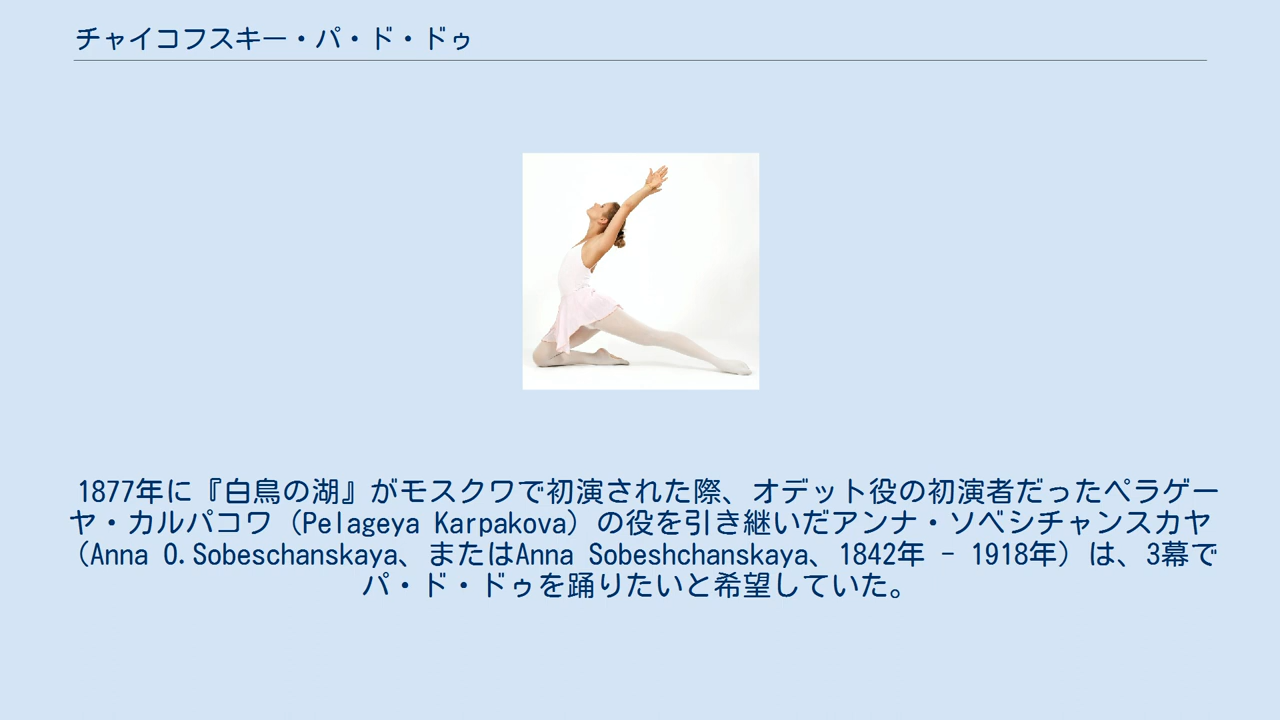 チャイコフスキー・パ・ド・ドゥ
1877年に『白鳥の湖』がモスクワで初演された際、オデット役の初演者だったペラゲー
ヤ・カルパコワ（Pelageya Karpakova）の役を引き継いだアンナ・ソベシチャンスカヤ
（Anna O.Sobeschanskaya、またはAnna Sobeshchanskaya、1842年 - 1918年）は、3幕で
パ・ド・ドゥを踊りたいと希望していた。